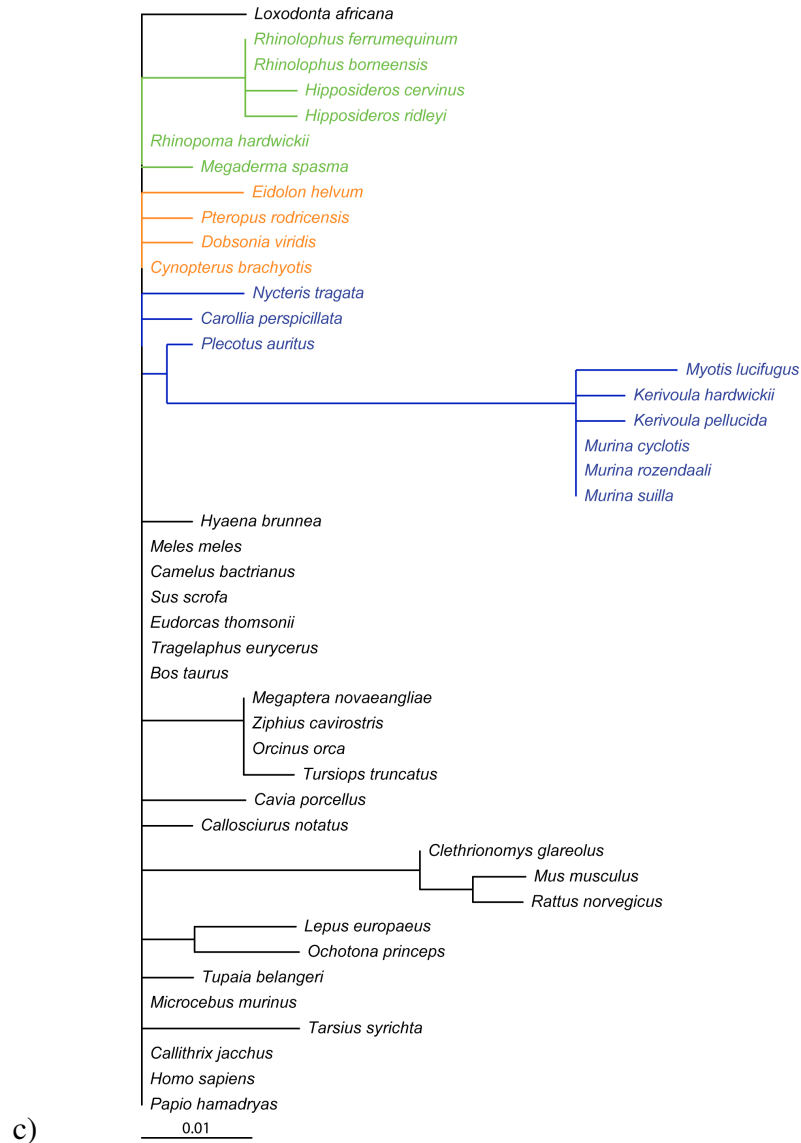 Loxodonta africana
Rhinolophus ferrumequinum
Rhinolophus borneensis
Hipposideros cervinus
Hipposideros ridleyi
Rhinopoma hardwickii
Megaderma spasma
Eidolon helvum
Pteropus rodricensis
Dobsonia viridis
Cynopterus brachyotis
Nycteris tragata
Carollia perspicillata
Plecotus auritus
Myotis lucifugus
Kerivoula hardwickii
Kerivoula pellucida
Murina cyclotis
Murina rozendaali
Murina suilla
Hyaena brunnea
Meles meles
Camelus bactrianus
Sus scrofa
Eudorcas thomsonii
Tragelaphus eurycerus
Bos taurus
Megaptera novaeangliae
Ziphius cavirostris
Orcinus orca
Tursiops truncatus
Cavia porcellus
Callosciurus notatus
Clethrionomys glareolus
Mus musculus
Rattus norvegicus
Lepus europaeus
Ochotona princeps
Tupaia belangeri
Microcebus murinus
Tarsius syrichta
Callithrix jacchus
Homo sapiens
Papio hamadryas
c)
0.01